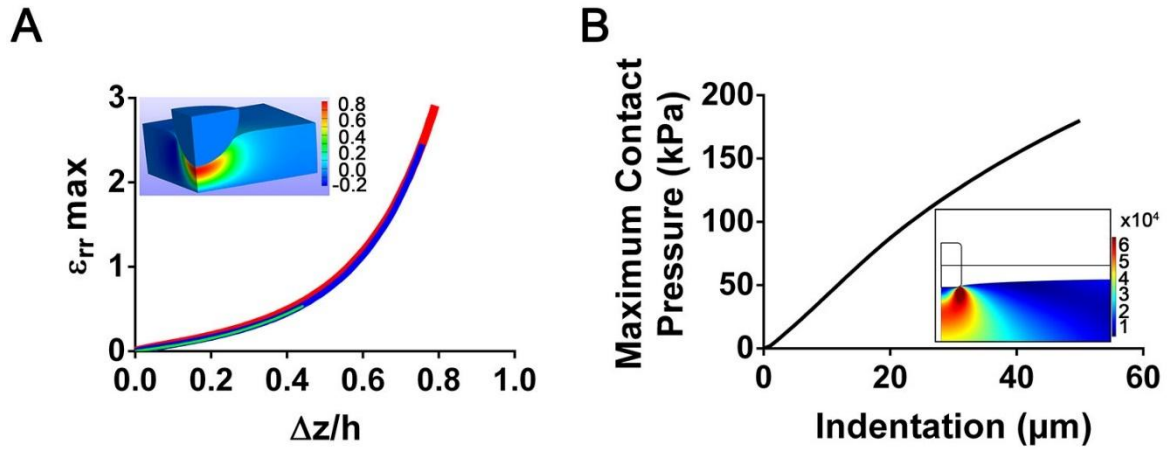 A
B
3
2
1
0
ε_rr max
0.8
0.6
0.4
0.2
0.0
-0.2
0.0 0.2 0.4 0.6 0.8 1.0
Δz/h
Maximum Contact
Pressure (kPa)
200
150
100
50
0
x10⁴
6
5
4
3
2
1
0 20 40 60
Indentation (µm)